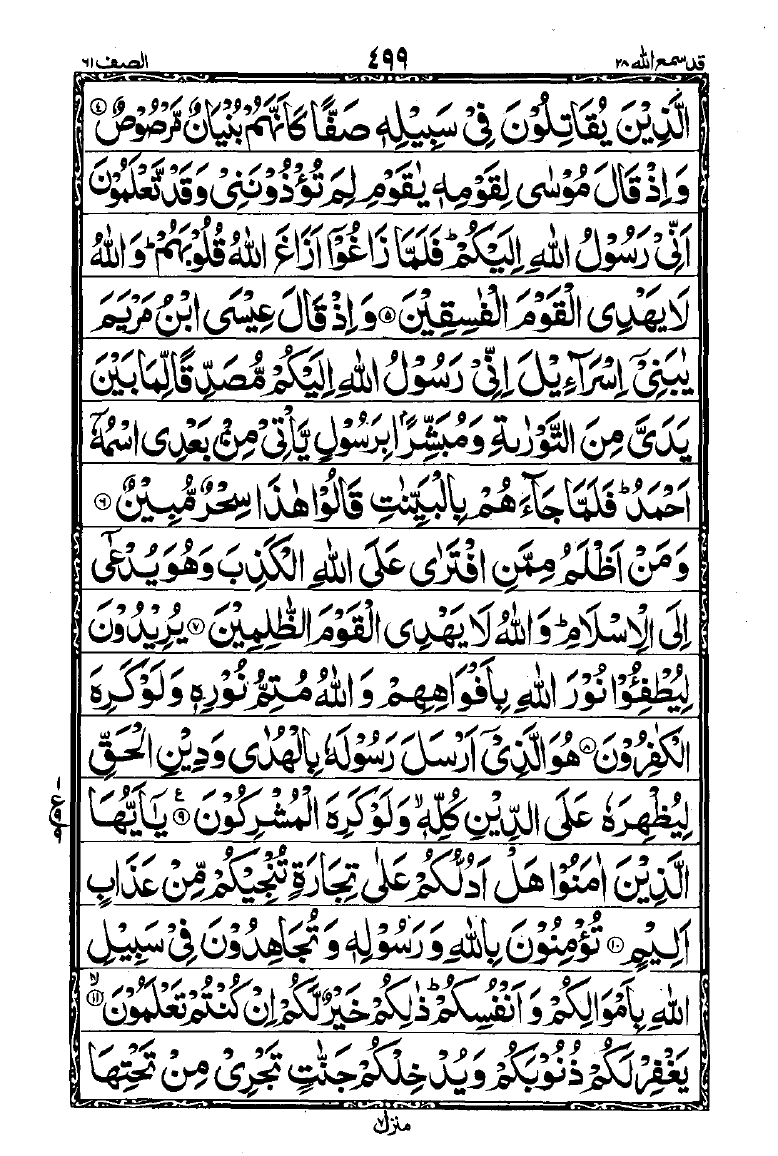 قد سمع الله ٢٨
٤٩٩
الصف ٦١
الَّذِيْنَ يُقَاتِلُوْنَ فِيْ سَبِيْلِهٖ صَفًّا كَاَنَّهُمْ بُنْيَانٌ مَّرْصُوْصٌ ۝٤
وَاِذْ قَالَ مُوْسٰى لِقَوْمِهٖ يٰقَوْمِ لِمَ تُؤْذُوْنَنِيْ وَقَدْ تَّعْلَمُوْنَ
اَنِّيْ رَسُوْلُ اللّٰهِ اِلَيْكُمْ ؕ فَلَمَّا زَاغُوْٓا اَزَاغَ اللّٰهُ قُلُوْبَهُمْ ؕ وَاللّٰهُ
لَا يَهْدِى الْقَوْمَ الْفٰسِقِيْنَ ۝٥ وَاِذْ قَالَ عِيْسَى ابْنُ مَرْيَمَ
يٰبَنِيْٓ اِسْرَآءِيْلَ اِنِّيْ رَسُوْلُ اللّٰهِ اِلَيْكُمْ مُّصَدِّقًا لِّمَا بَيْنَ
يَدَيَّ مِنَ التَّوْرٰىةِ وَمُبَشِّرًۢا بِرَسُوْلٍ يَّاْتِيْ مِنْۢ بَعْدِى اسْمُهٗٓ
اَحْمَدُ ؕ فَلَمَّا جَآءَهُمْ بِالْبَيِّنٰتِ قَالُوْا هٰذَا سِحْرٌ مُّبِيْنٌ ۝٦
وَمَنْ اَظْلَمُ مِمَّنِ افْتَرٰى عَلَى اللّٰهِ الْكَذِبَ وَهُوَ يُدْعٰٓى
اِلَى الْاِسْلَامِ ؕ وَاللّٰهُ لَا يَهْدِى الْقَوْمَ الظّٰلِمِيْنَ ۝٧ يُرِيْدُوْنَ
لِيُطْفِـُٔوْا نُوْرَ اللّٰهِ بِاَفْوَاهِهِمْ وَاللّٰهُ مُتِمُّ نُوْرِهٖ وَلَوْ كَرِهَ
الْكٰفِرُوْنَ ۝٨ هُوَ الَّذِيْٓ اَرْسَلَ رَسُوْلَهٗ بِالْهُدٰى وَدِيْنِ الْحَقِّ
لِيُظْهِرَهٗ عَلَى الدِّيْنِ كُلِّهٖ ۙ وَلَوْ كَرِهَ الْمُشْرِكُوْنَ ۝٩ ع يٰٓاَيُّهَا
الَّذِيْنَ اٰمَنُوْا هَلْ اَدُلُّكُمْ عَلٰى تِجَارَةٍ تُنْجِيْكُمْ مِّنْ عَذَابٍ
اَلِيْمٍ ۝١٠ تُؤْمِنُوْنَ بِاللّٰهِ وَرَسُوْلِهٖ وَتُجَاهِدُوْنَ فِيْ سَبِيْلِ
اللّٰهِ بِاَمْوَالِكُمْ وَاَنْفُسِكُمْ ؕ ذٰلِكُمْ خَيْرٌ لَّكُمْ اِنْ كُنْتُمْ تَعْلَمُوْنَ ۝١١ ۙ
يَغْفِرْ لَكُمْ ذُنُوْبَكُمْ وَيُدْخِلْكُمْ جَنّٰتٍ تَجْرِيْ مِنْ تَحْتِهَا
منزل ٧